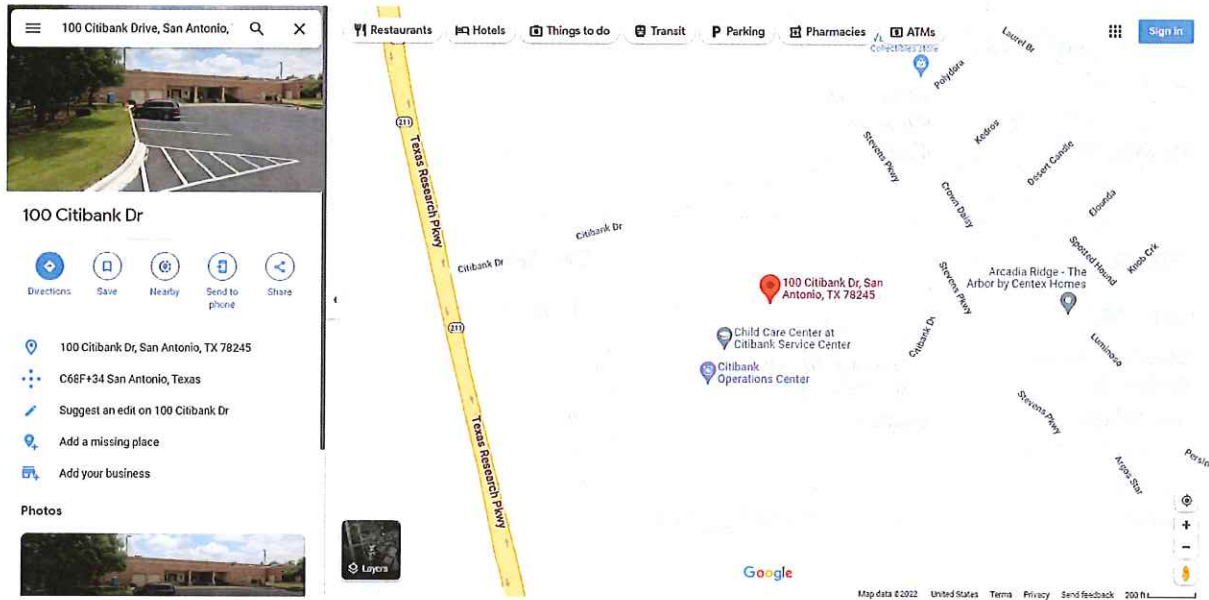 100 Citibank Drive, San Antonio,
Restaurants
Hotels
Things to do
Transit
Parking
Pharmacies
ATMs
Sign in
100 Citibank Dr
Directions
Save
Nearby
Send to
phone
Share
100 Citibank Dr, San Antonio, TX 78245
C68F+34 San Antonio, Texas
Suggest an edit on 100 Citibank Dr
Add a missing place
Add your business
Photos
Layers
211
Texas Research Pkwy
Citibank Dr
Citibank Dr
211
Texas Research Pkwy
Collectibles store
Laurel Br
Polydora
Kedros
Stevens Pkwy
Desert Candle
Crown Daisy
Elounda
Spotted Hound
Knob Crk
Stevens Pkwy
Arcadia Ridge - The
Arbor by Centex Homes
100 Citibank Dr, San
Antonio, TX 78245
Child Care Center at
Citibank Service Center
Citibank
Operations Center
Citibank Dr
Luminoso
Stevens Pkwy
Argos Star
Google
Map data ©2022 United States Terms Privacy Send feedback 200 ft